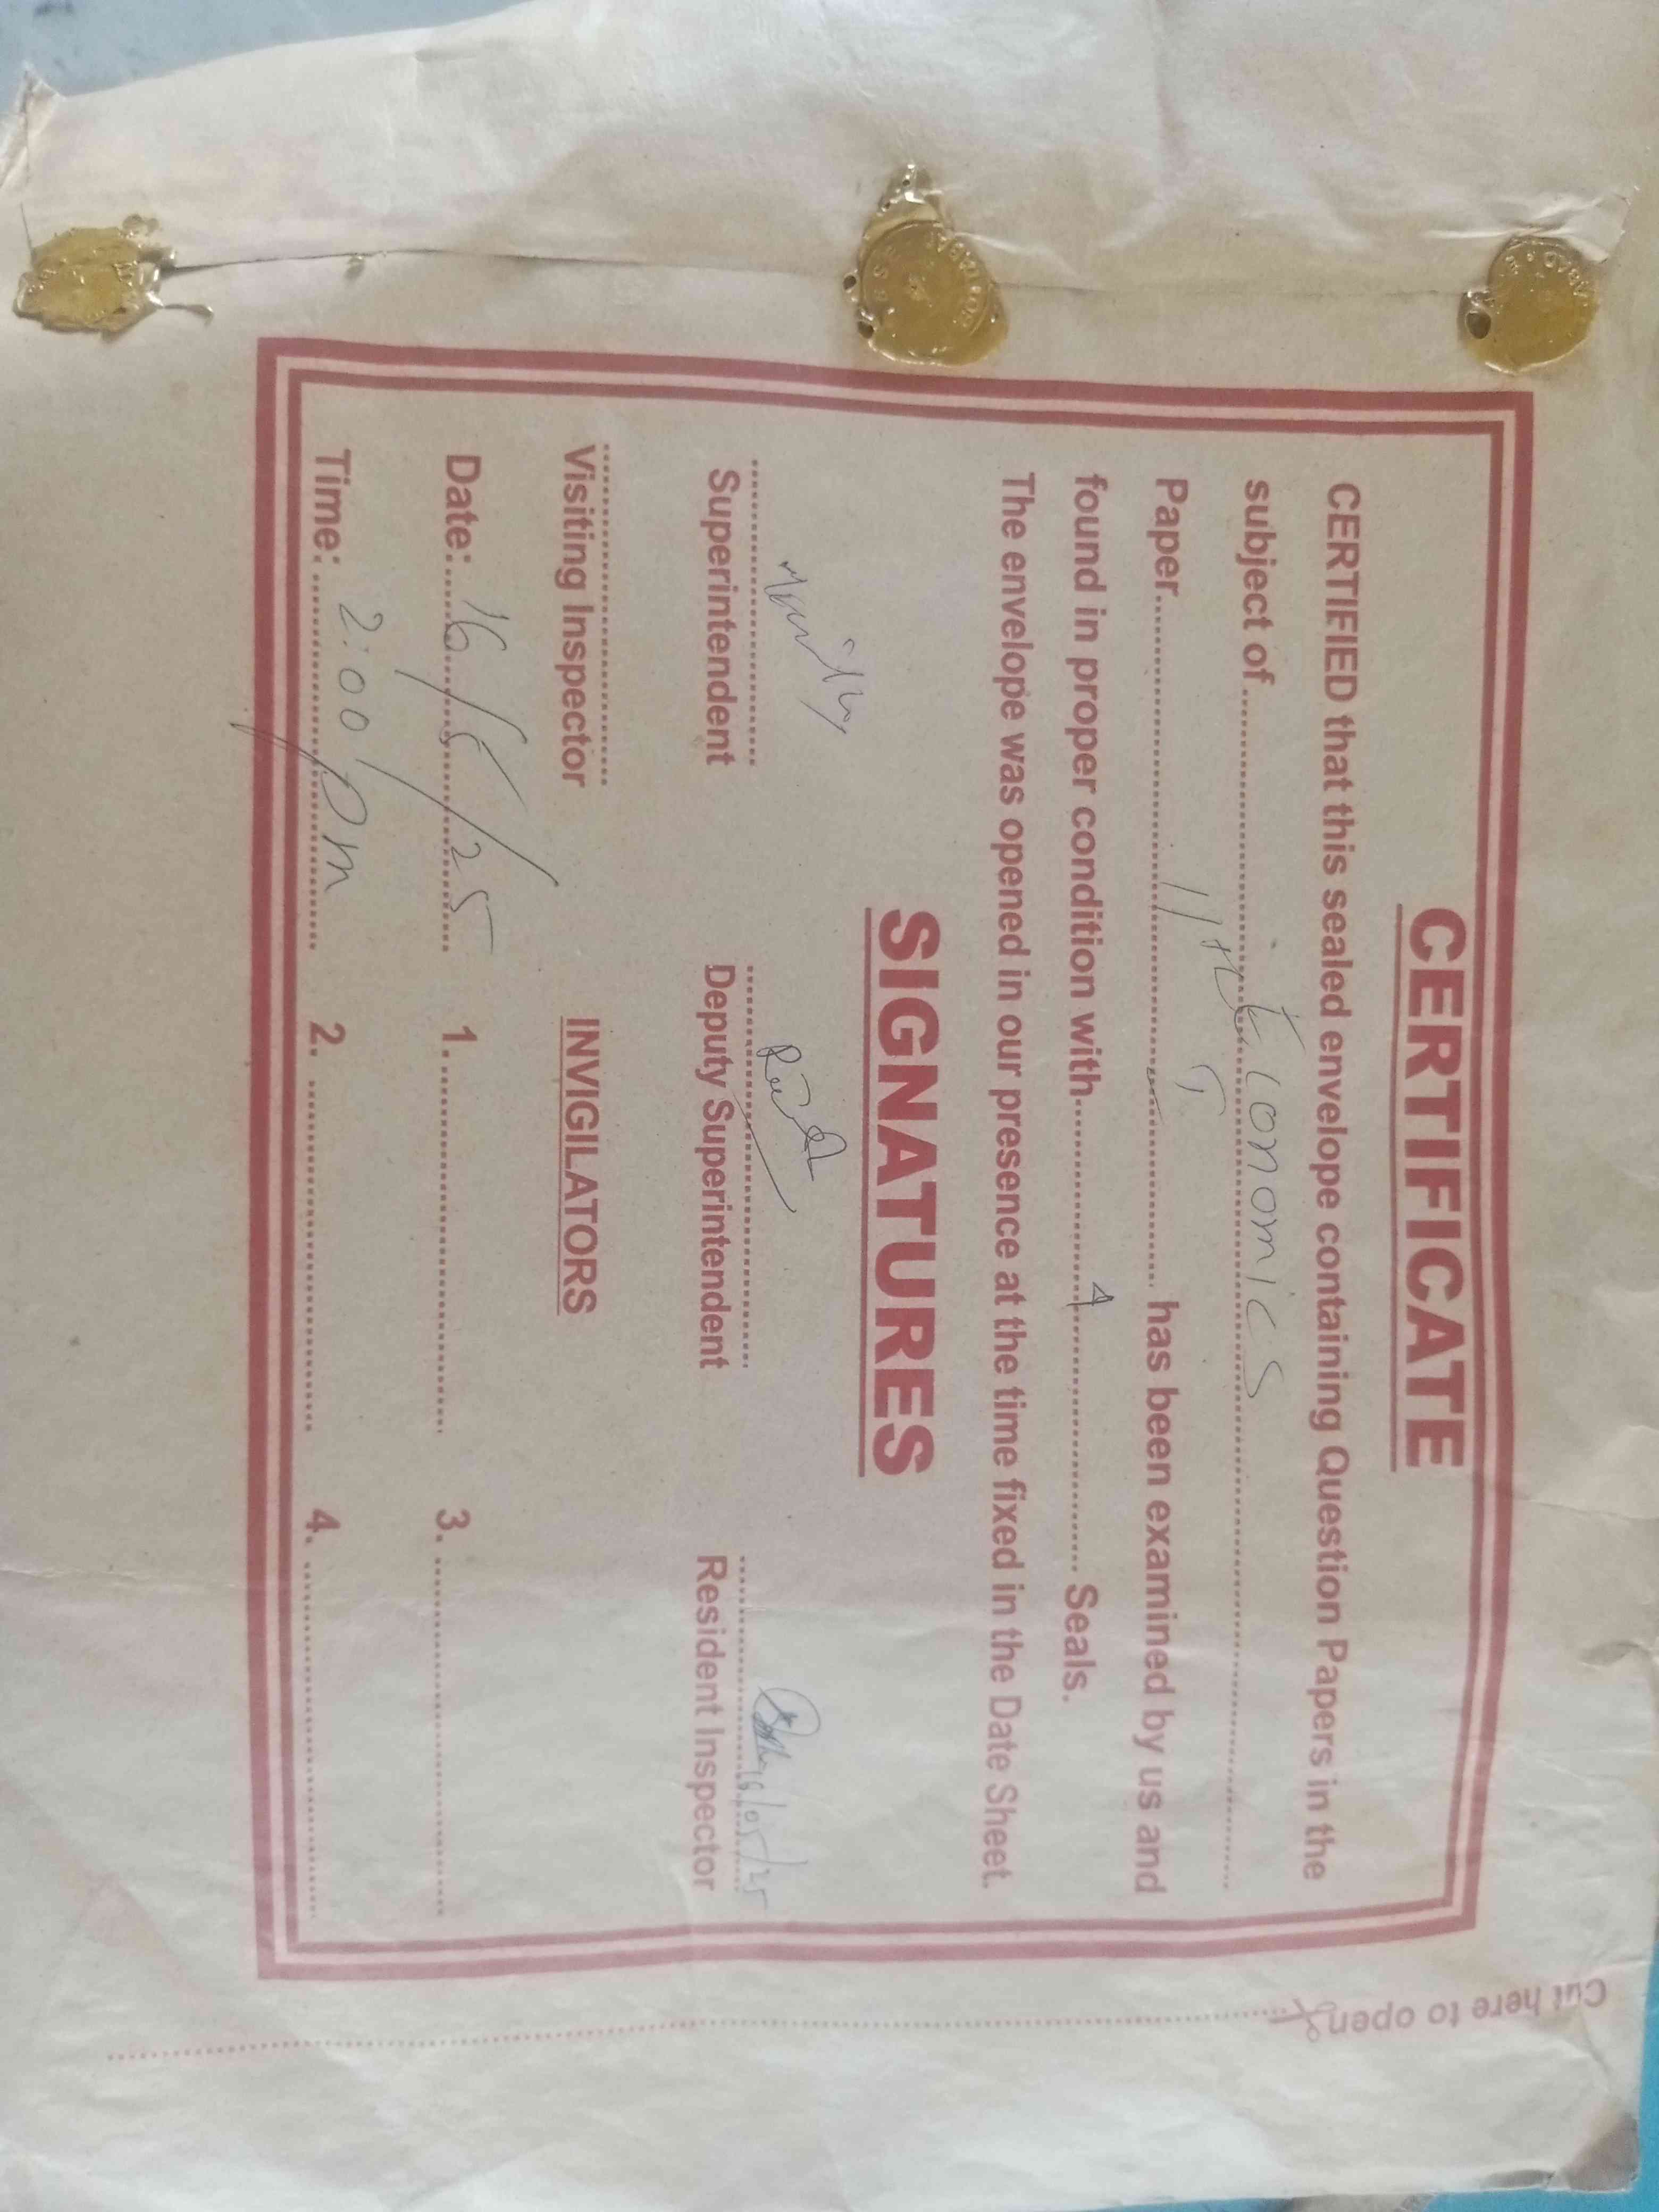 CERTIFICATE
CERTIFIED that this sealed envelope containing Question Papers in the
subject of.......... Economics ..........
Paper.......... 11th .......... has been examined by us and
found in proper condition with.......... 4 .......... Seals.
The envelope was opened in our presence at the time fixed in the Date Sheet.
SIGNATURES
16/05/25
Superintendent Deputy Superintendent Resident Inspector
Visiting Inspector INVIGILATORS
Date:.... 16/5/25 .... 1........... 3. ..........
Time: .... 2:00 pm .... 2. .......... 4. ..........
Cut here to open